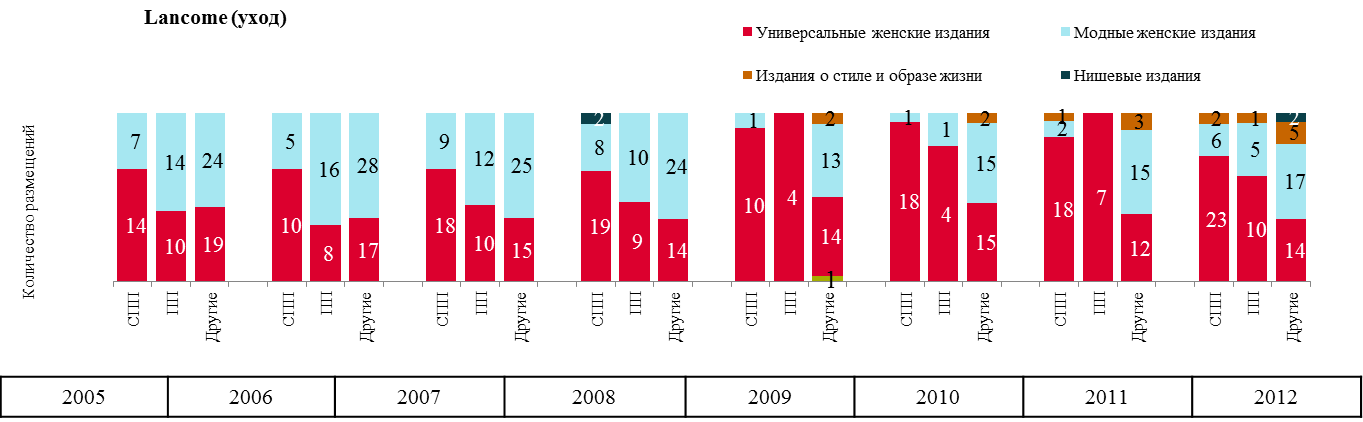 Lancome (уход)
Универсальные женские издания
Модные женские издания
Издания о стиле и образе жизни
Нишевые издания
Количество размещений
7 14 24 5 16 28 9 12 25 2 8 10 24 1 2 13 1 1 2 15 1 2 3 15 2 6 1 5 2 5 17
14 10 19 10 8 17 18 10 15 19 9 14 10 4 14 1 18 4 15 18 7 12 23 10 14
СПП ПП Другие СПП ПП Другие СПП ПП Другие СПП ПП Другие СПП ПП Другие СПП ПП Другие СПП ПП Другие СПП ПП Другие
2005 2006 2007 2008 2009 2010 2011 2012